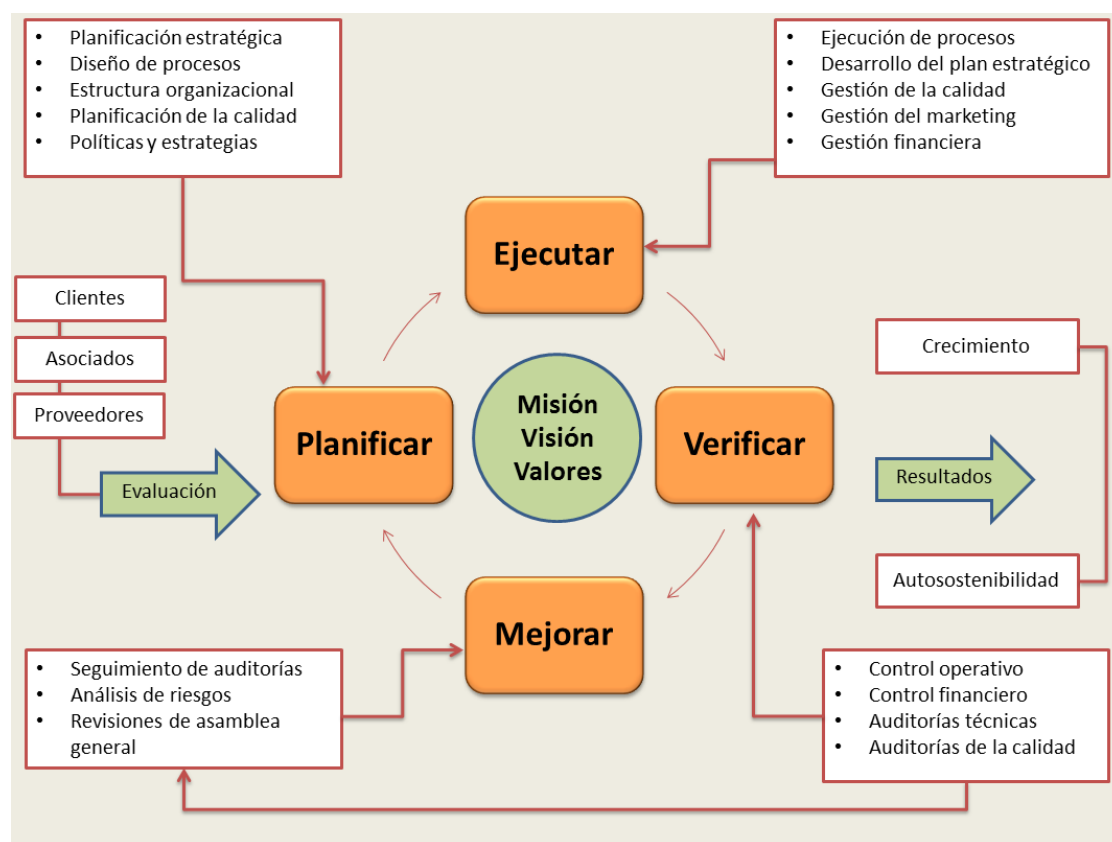 • Planificación estratégica
• Diseño de procesos
• Estructura organizacional
• Planificación de la calidad
• Políticas y estrategias
• Ejecución de procesos
• Desarrollo del plan estratégico
• Gestión de la calidad
• Gestión del marketing
• Gestión financiera
Ejecutar
Clientes
Asociados
Proveedores
Evaluación
Planificar
Misión
Visión
Valores
Verificar
Crecimiento
Resultados
Autosostenibilidad
Mejorar
• Seguimiento de auditorías
• Análisis de riesgos
• Revisiones de asamblea
general
• Control operativo
• Control financiero
• Auditorías técnicas
• Auditorías de la calidad